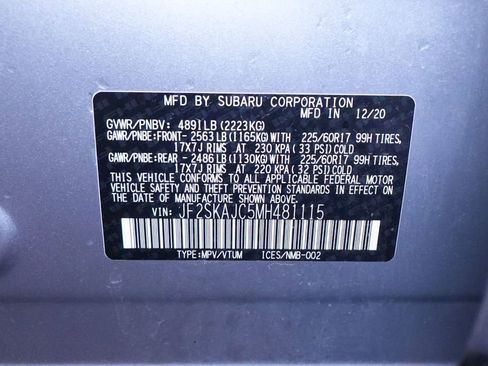 MFD BY SUBARU CORPORATION
MFD IN 12/20
GVWR/PNBV: 4891LB(2223KG)
GAWR/PNBE:FRONT- 2563LB(1165KG)WITH 225/60R17 99H TIRES,
17X7J RIMS AT 230 KPA(33 PSI)COLD
GAWR/PNBE:REAR - 2486LB(1130KG)WITH 225/60R17 99H TIRES,
17X7J RIMS AT 220 KPA(32 PSI)COLD
THIS VEHICLE CONFORMS TO ALL APPLICABLE FEDERAL MOTOR
VEHICLE SAFETY AND THEFT PREVENTION STANDARDS IN EFFECT ON
THE DATE OF MANUFACTURE SHOWN ABOVE.
VIN: JF2SKAJC5MH481115
TYPE:MPV/VTUM ICES/NMB-002